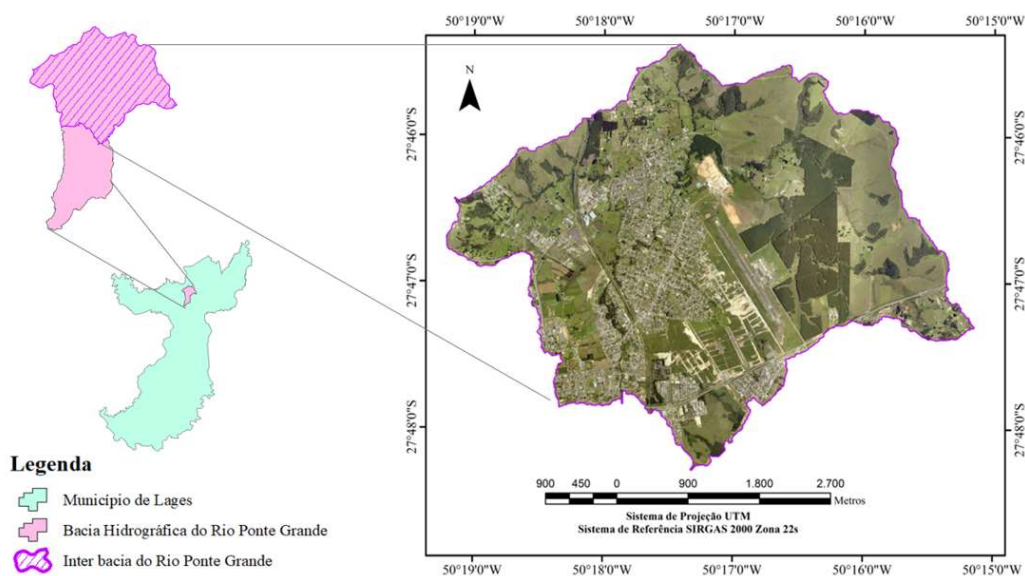 50°19'0"W 50°18'0"W 50°17'0"W 50°16'0"W 50°15'0"W
N
27°46'0"S 27°46'0"S
27°47'0"S 27°47'0"S
27°48'0"S 27°48'0"S
Legenda
Município de Lages
Bacia Hidrográfica do Rio Ponte Grande
Inter bacia do Rio Ponte Grande
900 450 0 900 1.800 2.700
Metros
Sistema de Projeção UTM
Sistema de Referência SIRGAS 2000 Zona 22s
50°19'0"W 50°18'0"W 50°17'0"W 50°16'0"W 50°15'0"W